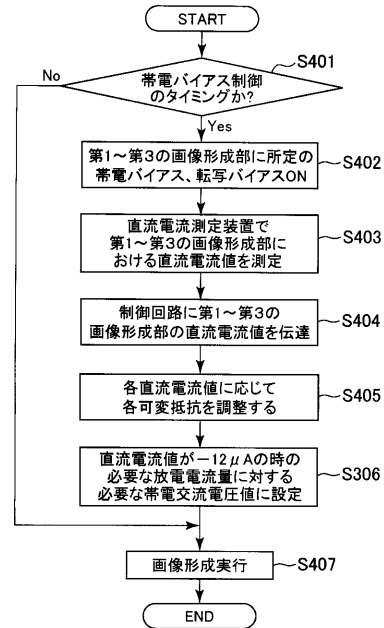 START
S401
No
帯電バイアス制御
のタイミングか?
Yes
第1～第3の画像形成部に所定の
帯電バイアス、転写バイアスON
S402
直流電流測定装置で
第1～第3の画像形成部に
おける直流電流値を測定
S403
制御回路に第1～第3の
画像形成部の直流電流値を伝達
S404
各直流電流値に応じて
各可変抵抗を調整する
S405
直流電流値が－12μAの時の
必要な放電電流量に対する
必要な帯電交流電圧値に設定
S306
画像形成実行
S407
END